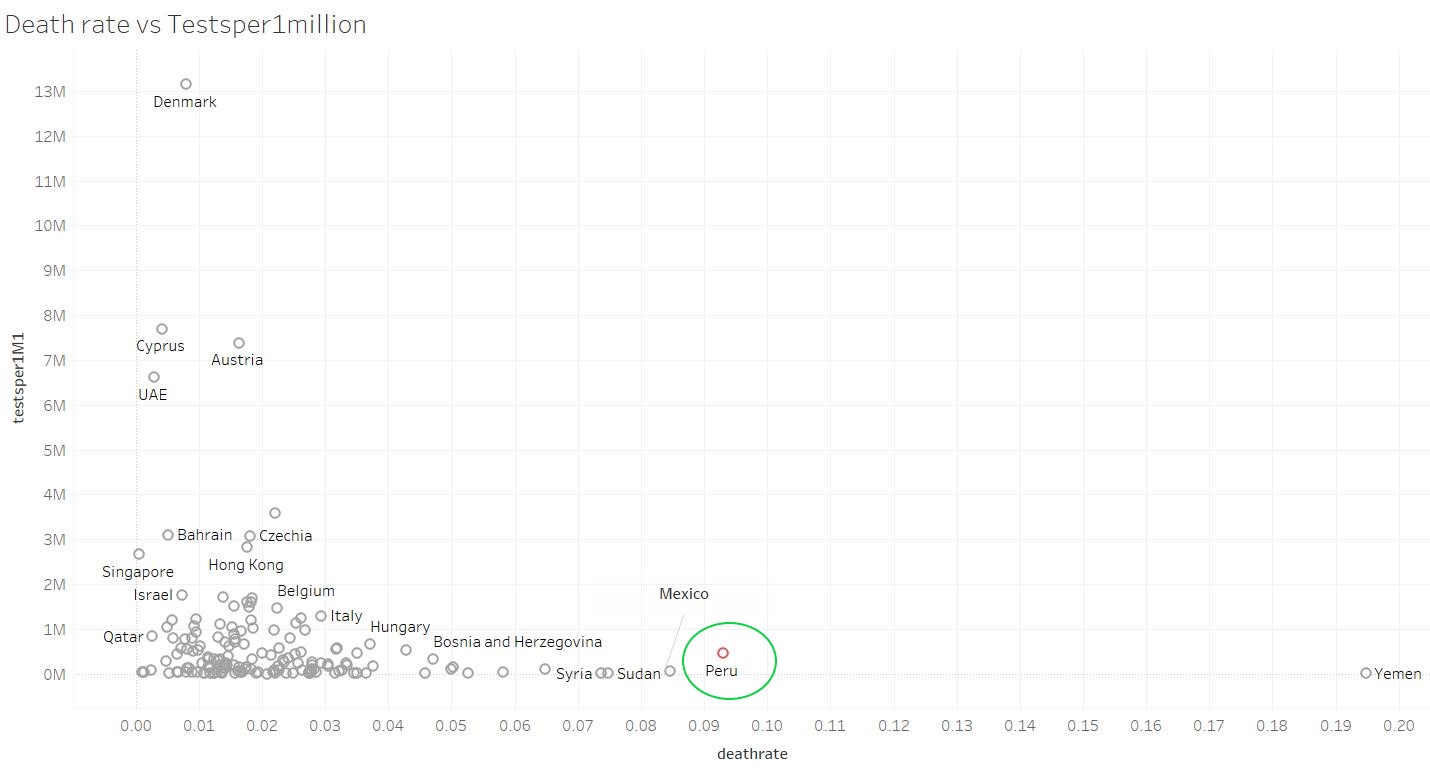 Death rate vs Testsper1million
13M
Denmark
12M
11M
10M
9M
8M
Cyprus
Austria
7M
UAE
6M
testsper1M1
5M
4M
3M
Bahrain
Czechia
Hong Kong
Singapore
2M
Israel
Belgium
Mexico
Italy
1M
Qatar
Hungary
Bosnia and Herzegovina
0M
Syria
Sudan
Peru
Yemen
0.00 0.01 0.02 0.03 0.04 0.05 0.06 0.07 0.08 0.09 0.10 0.11 0.12 0.13 0.14 0.15 0.16 0.17 0.18 0.19 0.20
deathrate